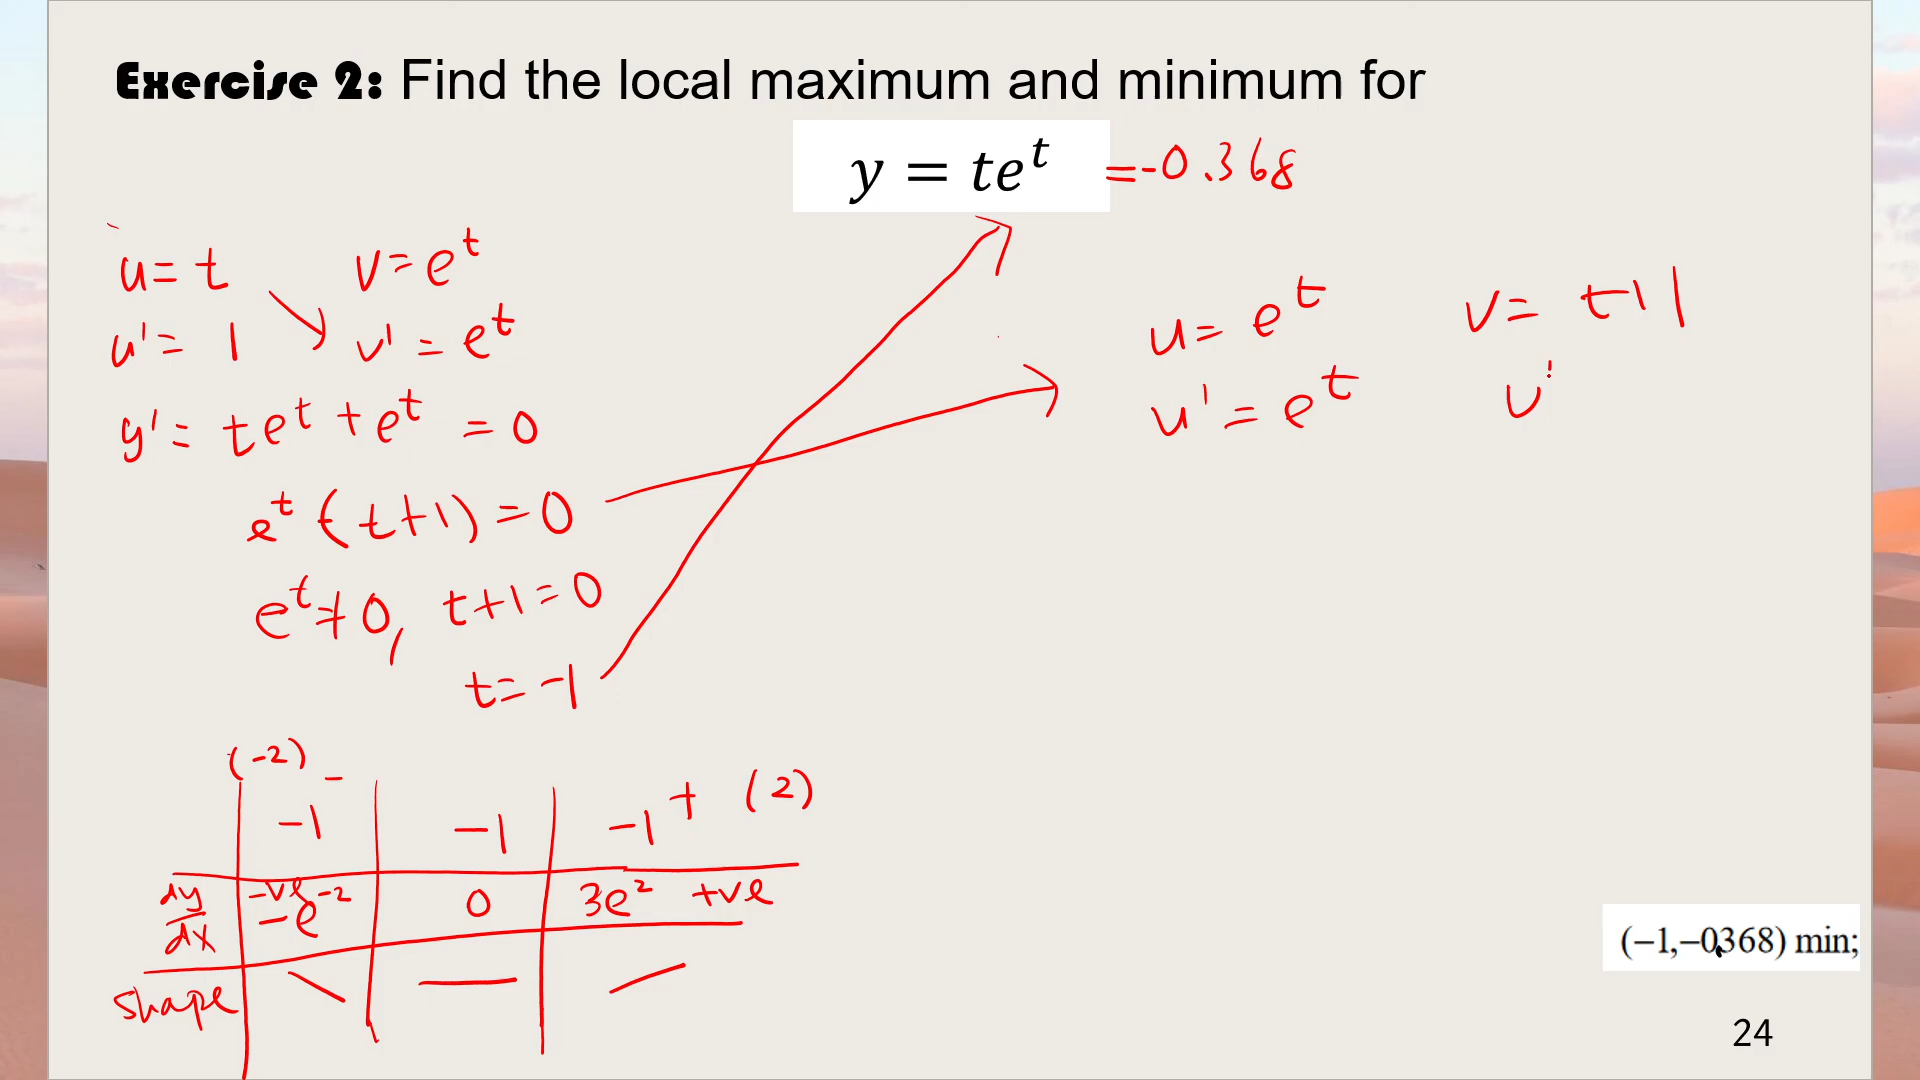 Exercise 2: Find the local maximum and minimum for
y = te^t = -0.368
u = t v = e^t
u' = 1 v' = e^t
y' = te^t + e^t = 0
e^t (t+1) = 0
e^t ≠ 0, t+1 = 0
t = -1
u = e^t v = t+1
u' = e^t v'
(-2)
-1^- -1 -1^+ (2)
dy/dx -ve -e^-2 0 3e^2 +ve
shape \ — /
(−1,−0.368) min;
24